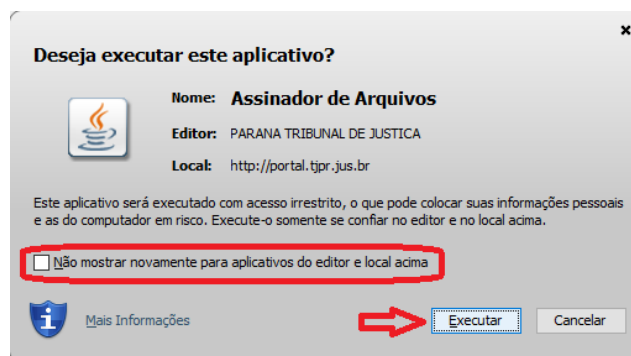 Deseja executar este aplicativo?
Nome: Assinador de Arquivos
Editor: PARANA TRIBUNAL DE JUSTICA
Local: http://portal.tjpr.jus.br
Este aplicativo será executado com acesso irrestrito, o que pode colocar suas informações pessoais
e as do computador em risco. Execute-o somente se confiar no editor e no local acima.
Não mostrar novamente para aplicativos do editor e local acima
Mais Informações
Executar
Cancelar